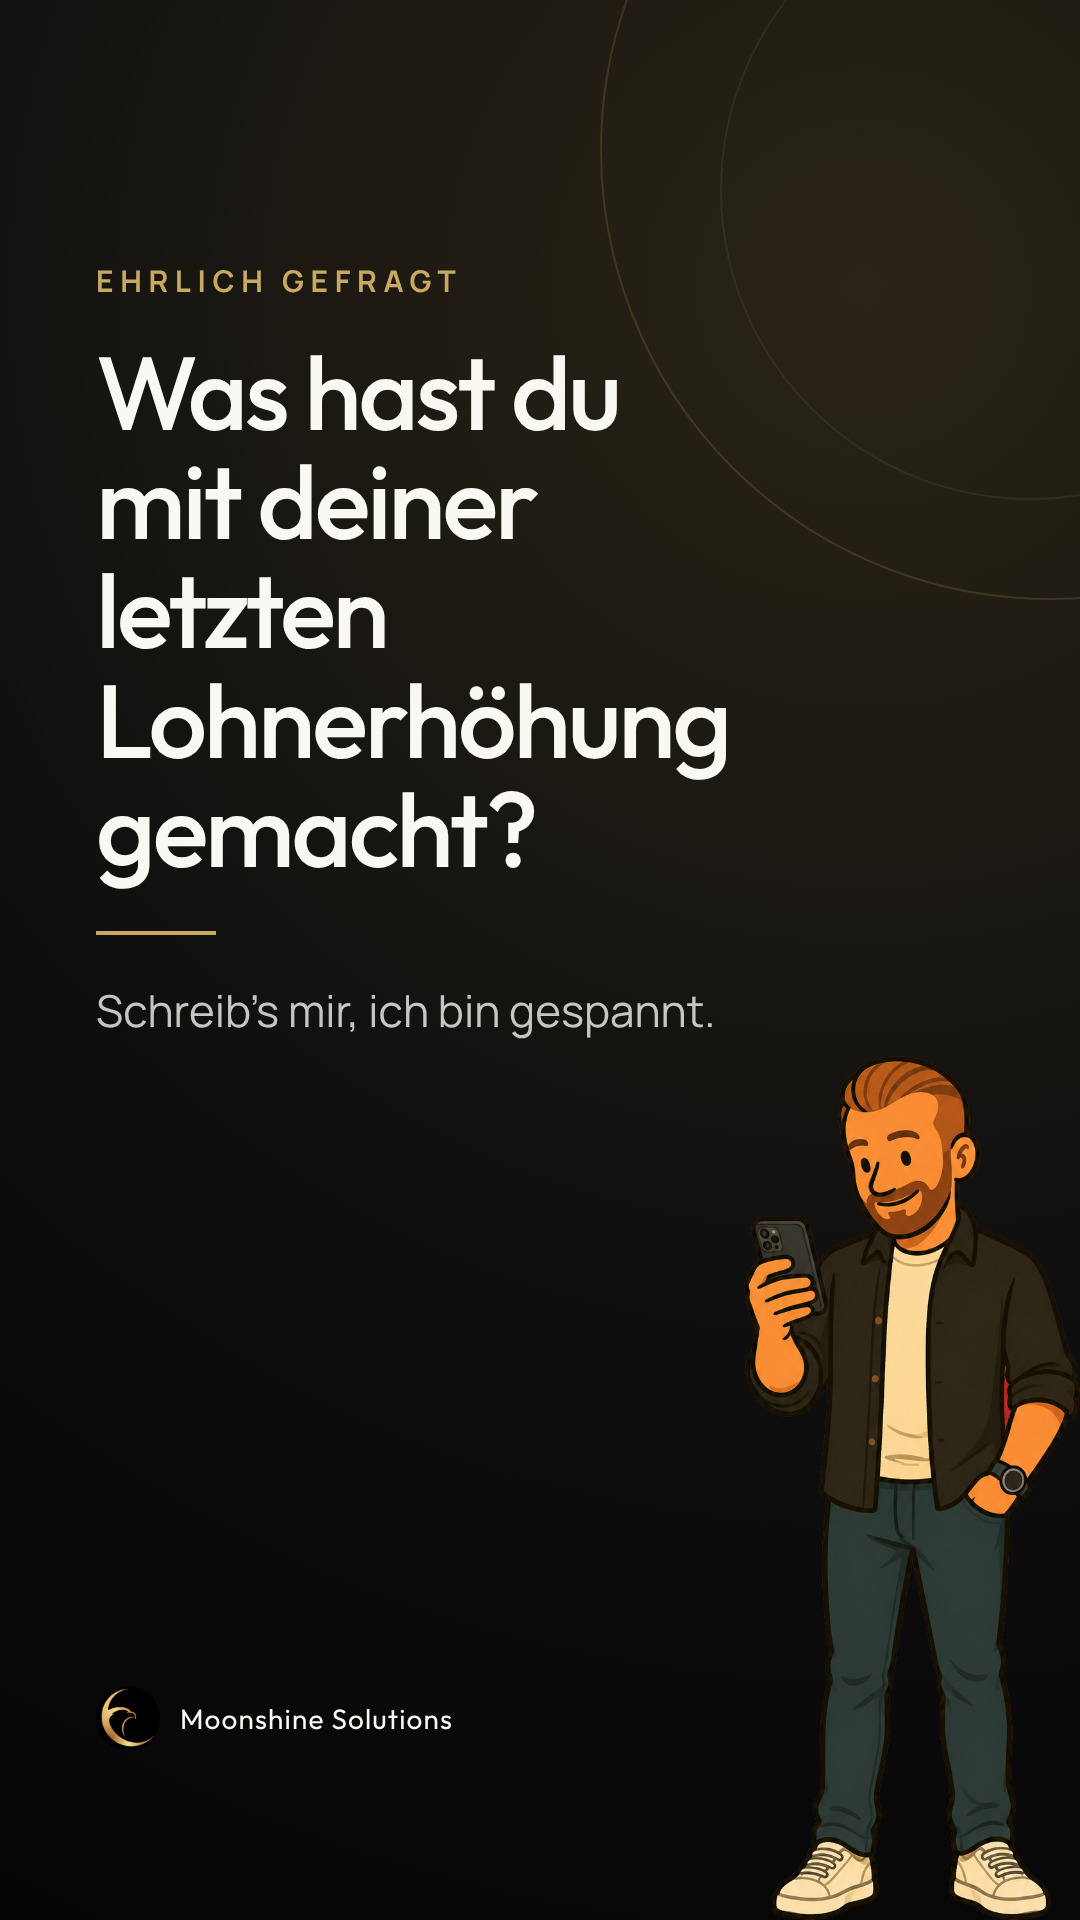 EHRLICH GEFRAGT
Was hast du
mit deiner
letzten
Lohnerhöhung
gemacht?
Schreib’s mir, ich bin gespannt.
Moonshine Solutions